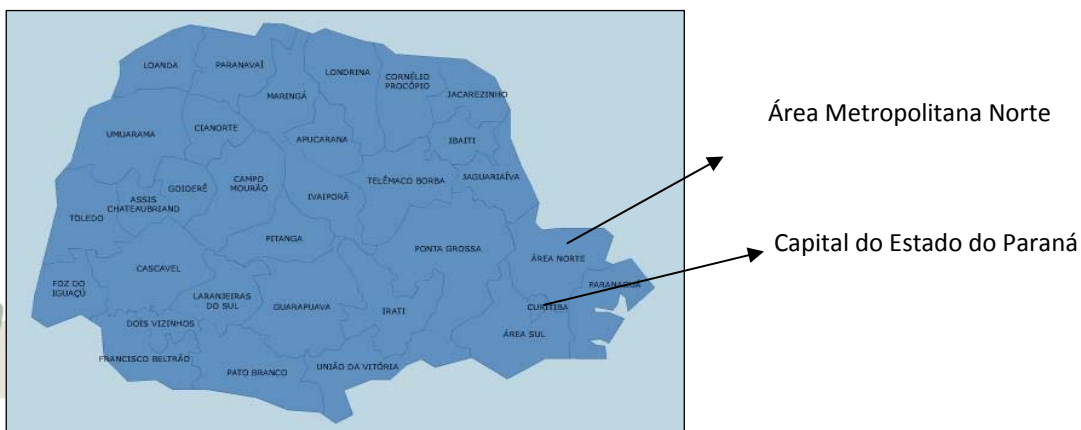 LOANDA
PARANAVAÍ
LONDRINA
CORNÉLIO
PROCÓPIO
MARINGÁ
JACAREZINHO
UMUARAMA
CIANORTE
APUCARANA
IBAITI
CAMPO
MOURÃO
GOIOERÊ
TELÊMACO BORBA
JAGUARIAÍVA
ASSIS
CHATEAUBRIAND
IVAIPORÃ
TOLEDO
PITANGA
PONTA GROSSA
ÁREA NORTE
CASCAVEL
FOZ DO
IGUAÇÚ
LARANJEIRAS
DO SUL
GUARAPUAVA
IRATI
CURITIBA
PARANAGUÁ
DOIS VIZINHOS
ÁREA SUL
FRANCISCO BELTRÃO
PATO BRANCO
UNIÃO DA VITÓRIA
Área Metropolitana Norte
Capital do Estado do Paraná